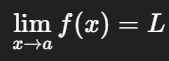 lim f(x) = L
x→a